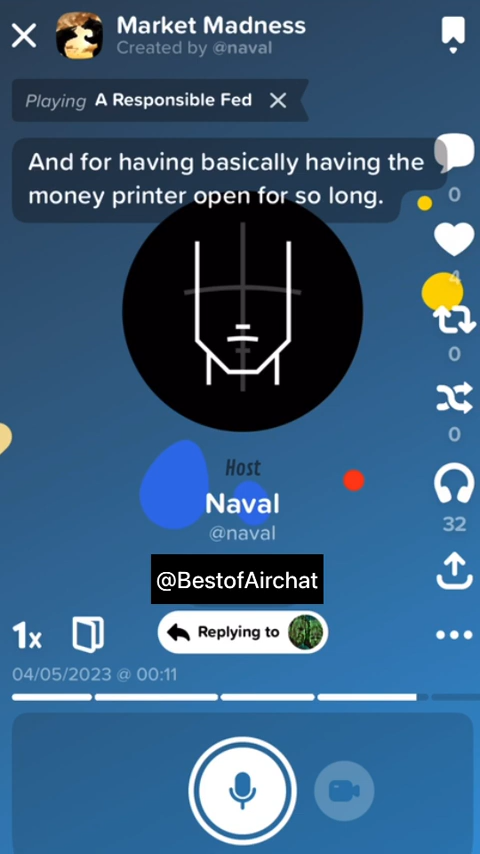 Market Madness
Created by @naval
Playing A Responsible Fed
And for having basically having the
money printer open for so long.
0
4
0
0
32
Host
Naval
@naval
@BestofAirchat
1x
Replying to
04/05/2023 @ 00:11